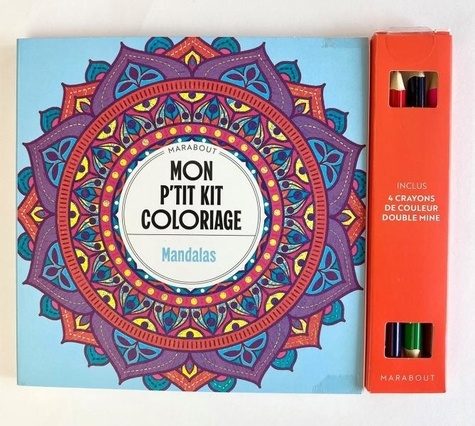 MARABOUT
MON
P'TIT KIT
COLORIAGE
Mandalas
INCLUS
4 CRAYONS
DE COULEUR
DOUBLE MINE
MARABOUT